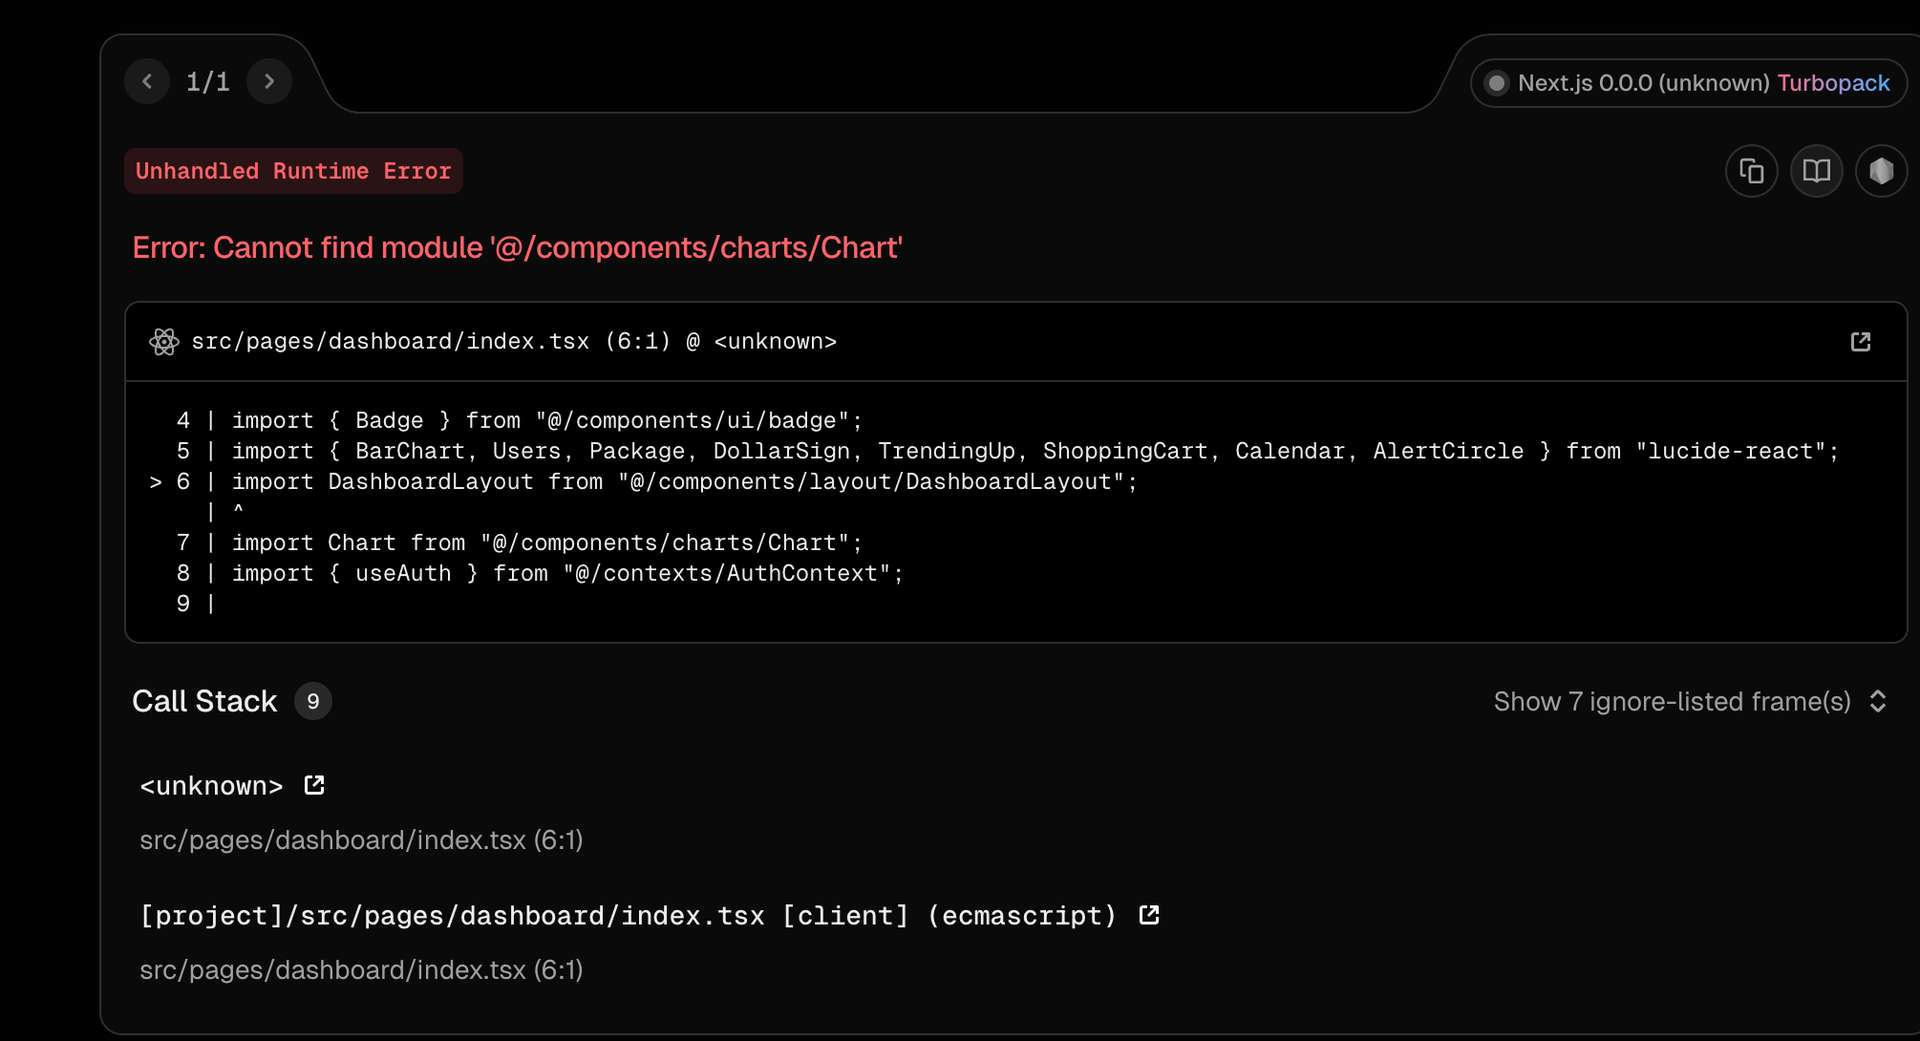 1/1
Next.js 0.0.0 (unknown) Turbopack
Unhandled Runtime Error
Error: Cannot find module '@/components/charts/Chart'
src/pages/dashboard/index.tsx (6:1) @ <unknown>
4 | import { Badge } from "@/components/ui/badge";
5 | import { BarChart, Users, Package, DollarSign, TrendingUp, ShoppingCart, Calendar, AlertCircle } from "lucide-react";
> 6 | import DashboardLayout from "@/components/layout/DashboardLayout";
| ^
7 | import Chart from "@/components/charts/Chart";
8 | import { useAuth } from "@/contexts/AuthContext";
9 |
Call Stack 9
Show 7 ignore-listed frame(s)
<unknown>
src/pages/dashboard/index.tsx (6:1)
[project]/src/pages/dashboard/index.tsx [client] (ecmascript)
src/pages/dashboard/index.tsx (6:1)